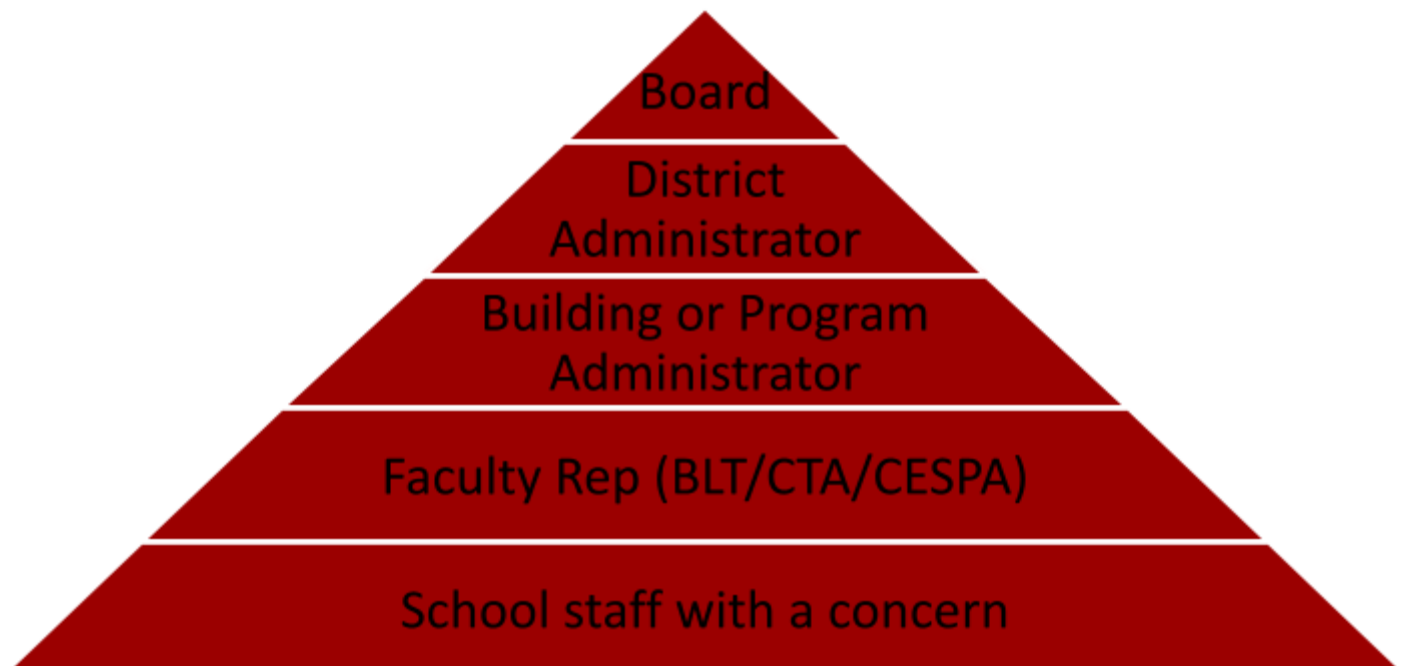 Board
District
Administrator
Building or Program
Administrator
Faculty Rep (BLT/CTA/CESPA)
School staff with a concern